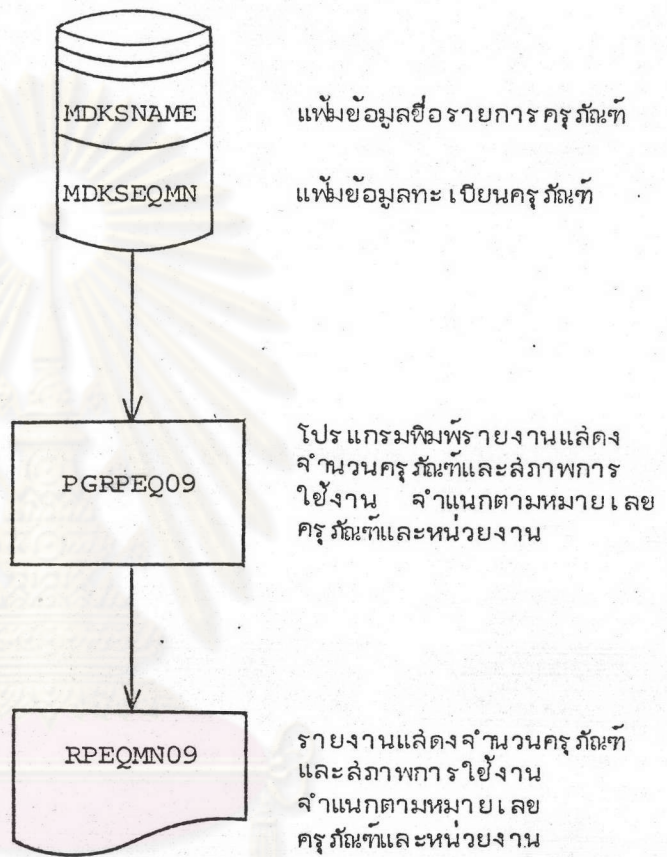 MDKSNAME แฟ้มข้อมูลชื่อรายการครุภัณฑ์
MDKSEQMN แฟ้มข้อมูลทะเบียนครุภัณฑ์
PGRPEQ09
โปรแกรมพิมพ์รายงานแสดง
จำนวนครุภัณฑ์และสภาพการ
ใช้งาน จำแนกตามหมายเลข
ครุภัณฑ์และหน่วยงาน
RPEQMN09
รายงานแสดงจำนวนครุภัณฑ์
และสภาพการใช้งาน
จำแนกตามหมายเลข
ครุภัณฑ์และหน่วยงาน